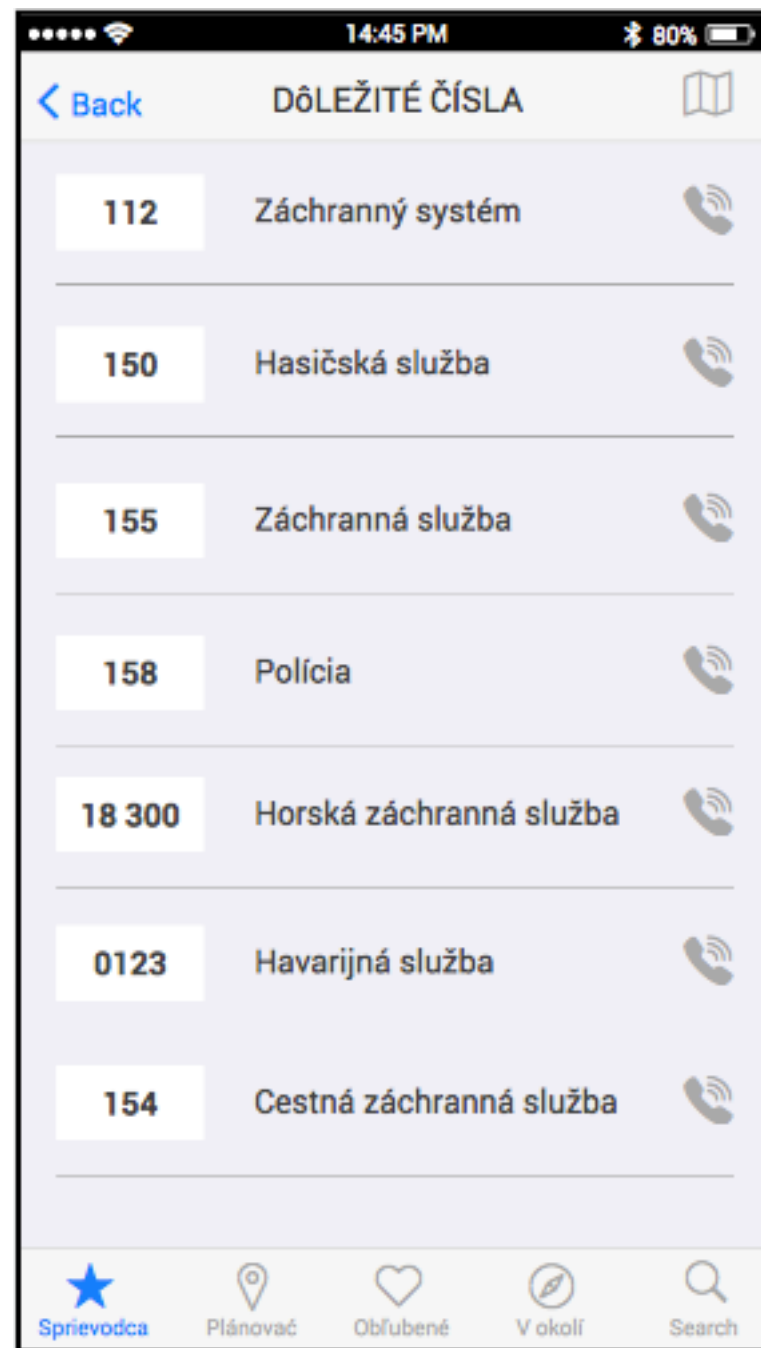 14:45 PM 80%
Back DôLEŽITÉ ČÍSLA
112 Záchranný systém
150 Hasičská služba
155 Záchranná služba
158 Polícia
18 300 Horská záchranná služba
0123 Havarijná služba
154 Cestná záchranná služba
Sprievodca Plánovač Obľubené V okolí Search